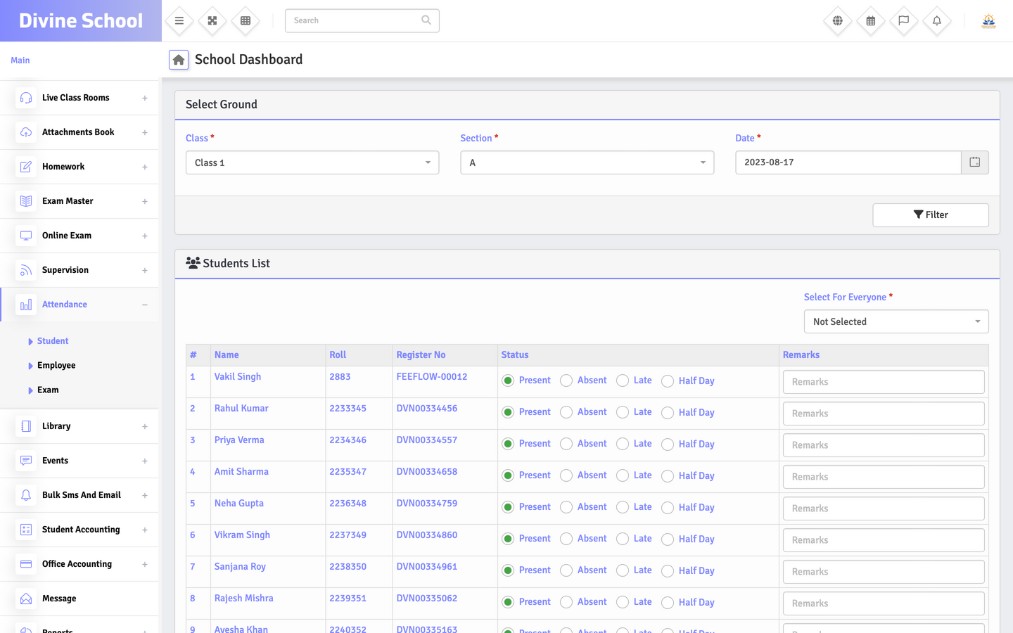 Divine School
Search
Main
School Dashboard
Live Class Rooms +
Attachments Book +
Homework +
Exam Master +
Online Exam +
Supervision +
Attendance −
Student
Employee
Exam
Library +
Events +
Bulk Sms And Email +
Student Accounting +
Office Accounting +
Message
Reports
Select Ground
Class * Section * Date *
Class 1 A 2023-08-17
Filter
Students List
Select For Everyone *
Not Selected
# Name Roll Register No Status Remarks
1 Vakil Singh 2883 FEEFLOW-00012 Present Absent Late Half Day Remarks
2 Rahul Kumar 2233345 DVN00334456 Present Absent Late Half Day Remarks
3 Priya Verma 2234346 DVN00334557 Present Absent Late Half Day Remarks
4 Amit Sharma 2235347 DVN00334658 Present Absent Late Half Day Remarks
5 Neha Gupta 2236348 DVN00334759 Present Absent Late Half Day Remarks
6 Vikram Singh 2237349 DVN00334860 Present Absent Late Half Day Remarks
7 Sanjana Roy 2238350 DVN00334961 Present Absent Late Half Day Remarks
8 Rajesh Mishra 2239351 DVN00335062 Present Absent Late Half Day Remarks
9 Ayesha Khan 2240352 DVN00335163 Present Absent Late Half Day